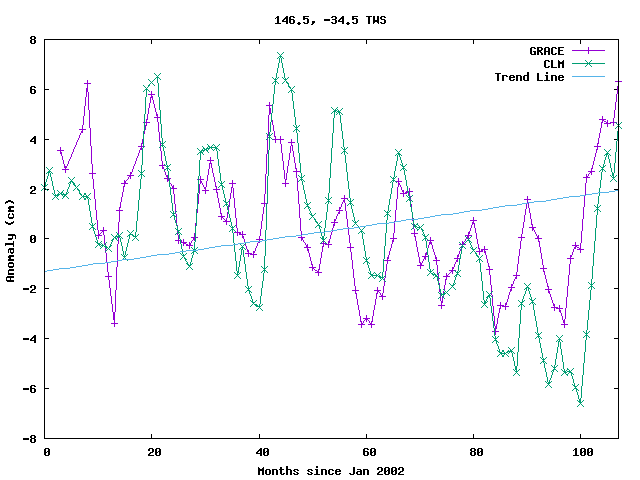 146.5, -34.5 TWS
GRACE
CLM
Trend Line
8
6
4
2
0
-2
-4
-6
-8
Anomaly (cm)
0 20 40 60 80 100
Months since Jan 2002